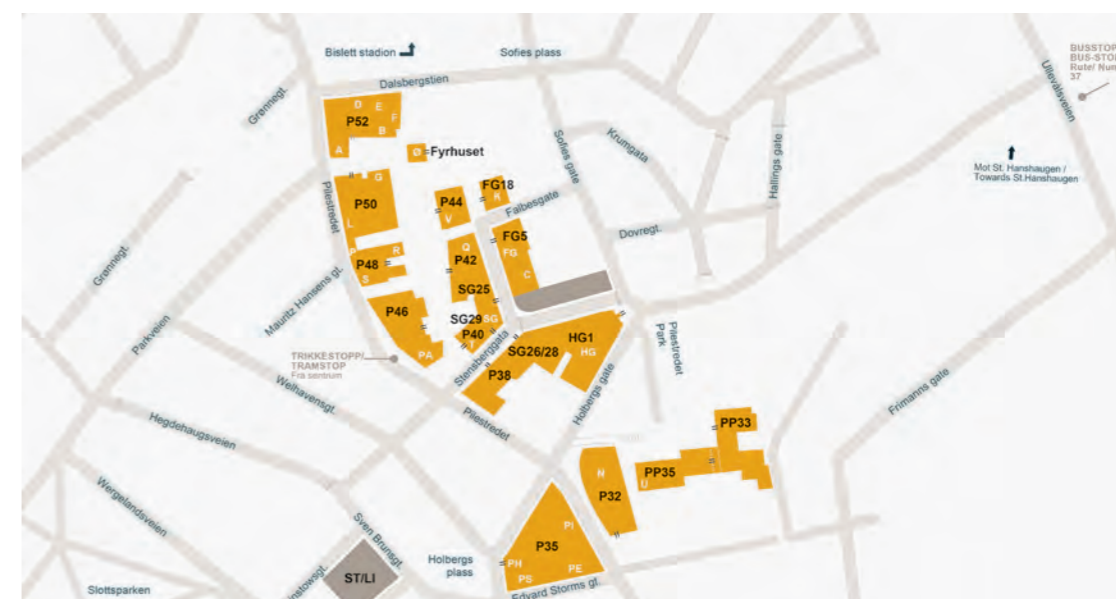 Bislett stadion
Sofies plass
BUSSTOP
BUS-STO
Rute/ Num
37
Ullevålsveien
Dalsbergstien
Grønnegt.
D
E
F
P52
B
A
Ø
Fyrhuset
Sofies gate
Krumgata
Hallings gate
Mot St. Hanshaugen /
Towards St.Hanshaugen
G
P50
L
Pilestredet
FG18
K
P44
V
Falbesgate
Dovregt.
FG5
FG
C
P
R
P48
S
Q
P42
SG25
Grønnegt.
Mauritz Hansens gt.
Parkveien
P46
PA
SG29
SG
P40
T
HG1
HG
SG26/28
P38
Stensberggata
Pilestredet
Park
TRIKKESTOPP/
TRAMSTOP
Fra sentrum
Welhavensgt.
Hegdehaugsveien
Pilestredet
Holbergs gate
Frimanns gate
PP33
PP35
U
N
P32
Wergelandsveien
Sven Brunsgt.
PI
P35
PH
PS
PE
Holbergs
plass
ST/LI
instowsgt.
Slottsparken
Edvard Storms gt.